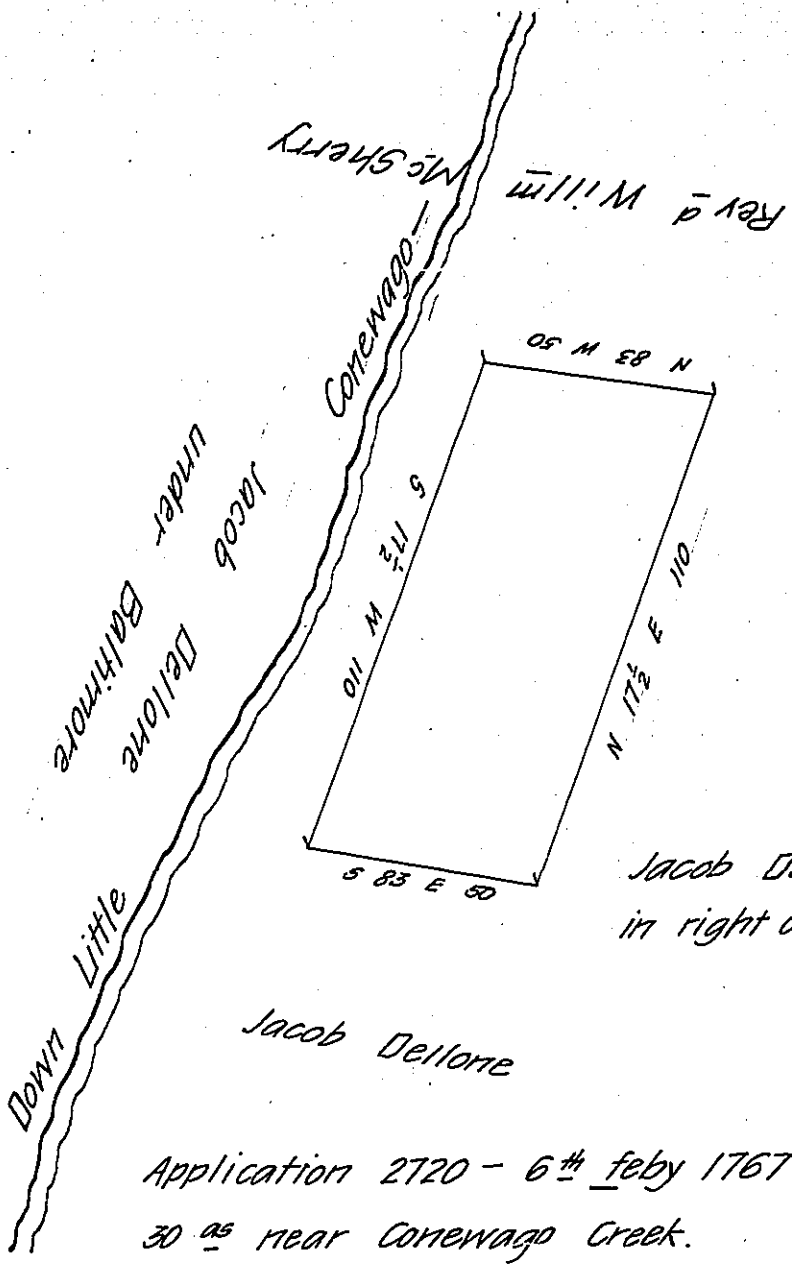 Rev<u>d</u> Will<u>m</u> McSherry
Conewago
Jacob Dellone
under Baltimore
N 83 W 50
S 17½ W 110
N 17½ E 110
S 83 E 50
Jacob
in right
Down Little
Jacob Dellone
Application 2720 - 6th feby 1767
30 as near Conewago Creek.